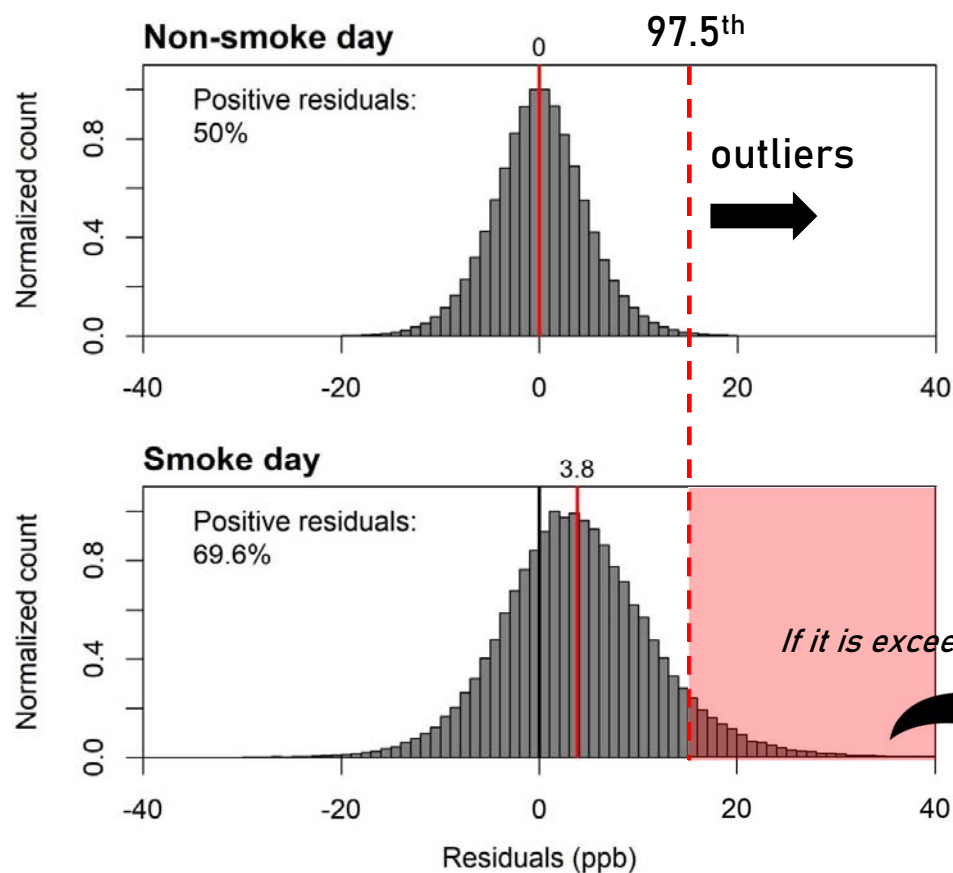 Non-smoke day
0
97.5th
Positive residuals:
50%
outliers
Normalized count
0.8
0.4
0.0
-40
-20
0
20
40
Smoke day
3.8
Positive residuals:
69.6%
If it is excee
Normalized count
0.8
0.4
0.0
-40
-20
0
20
40
Residuals (ppb)